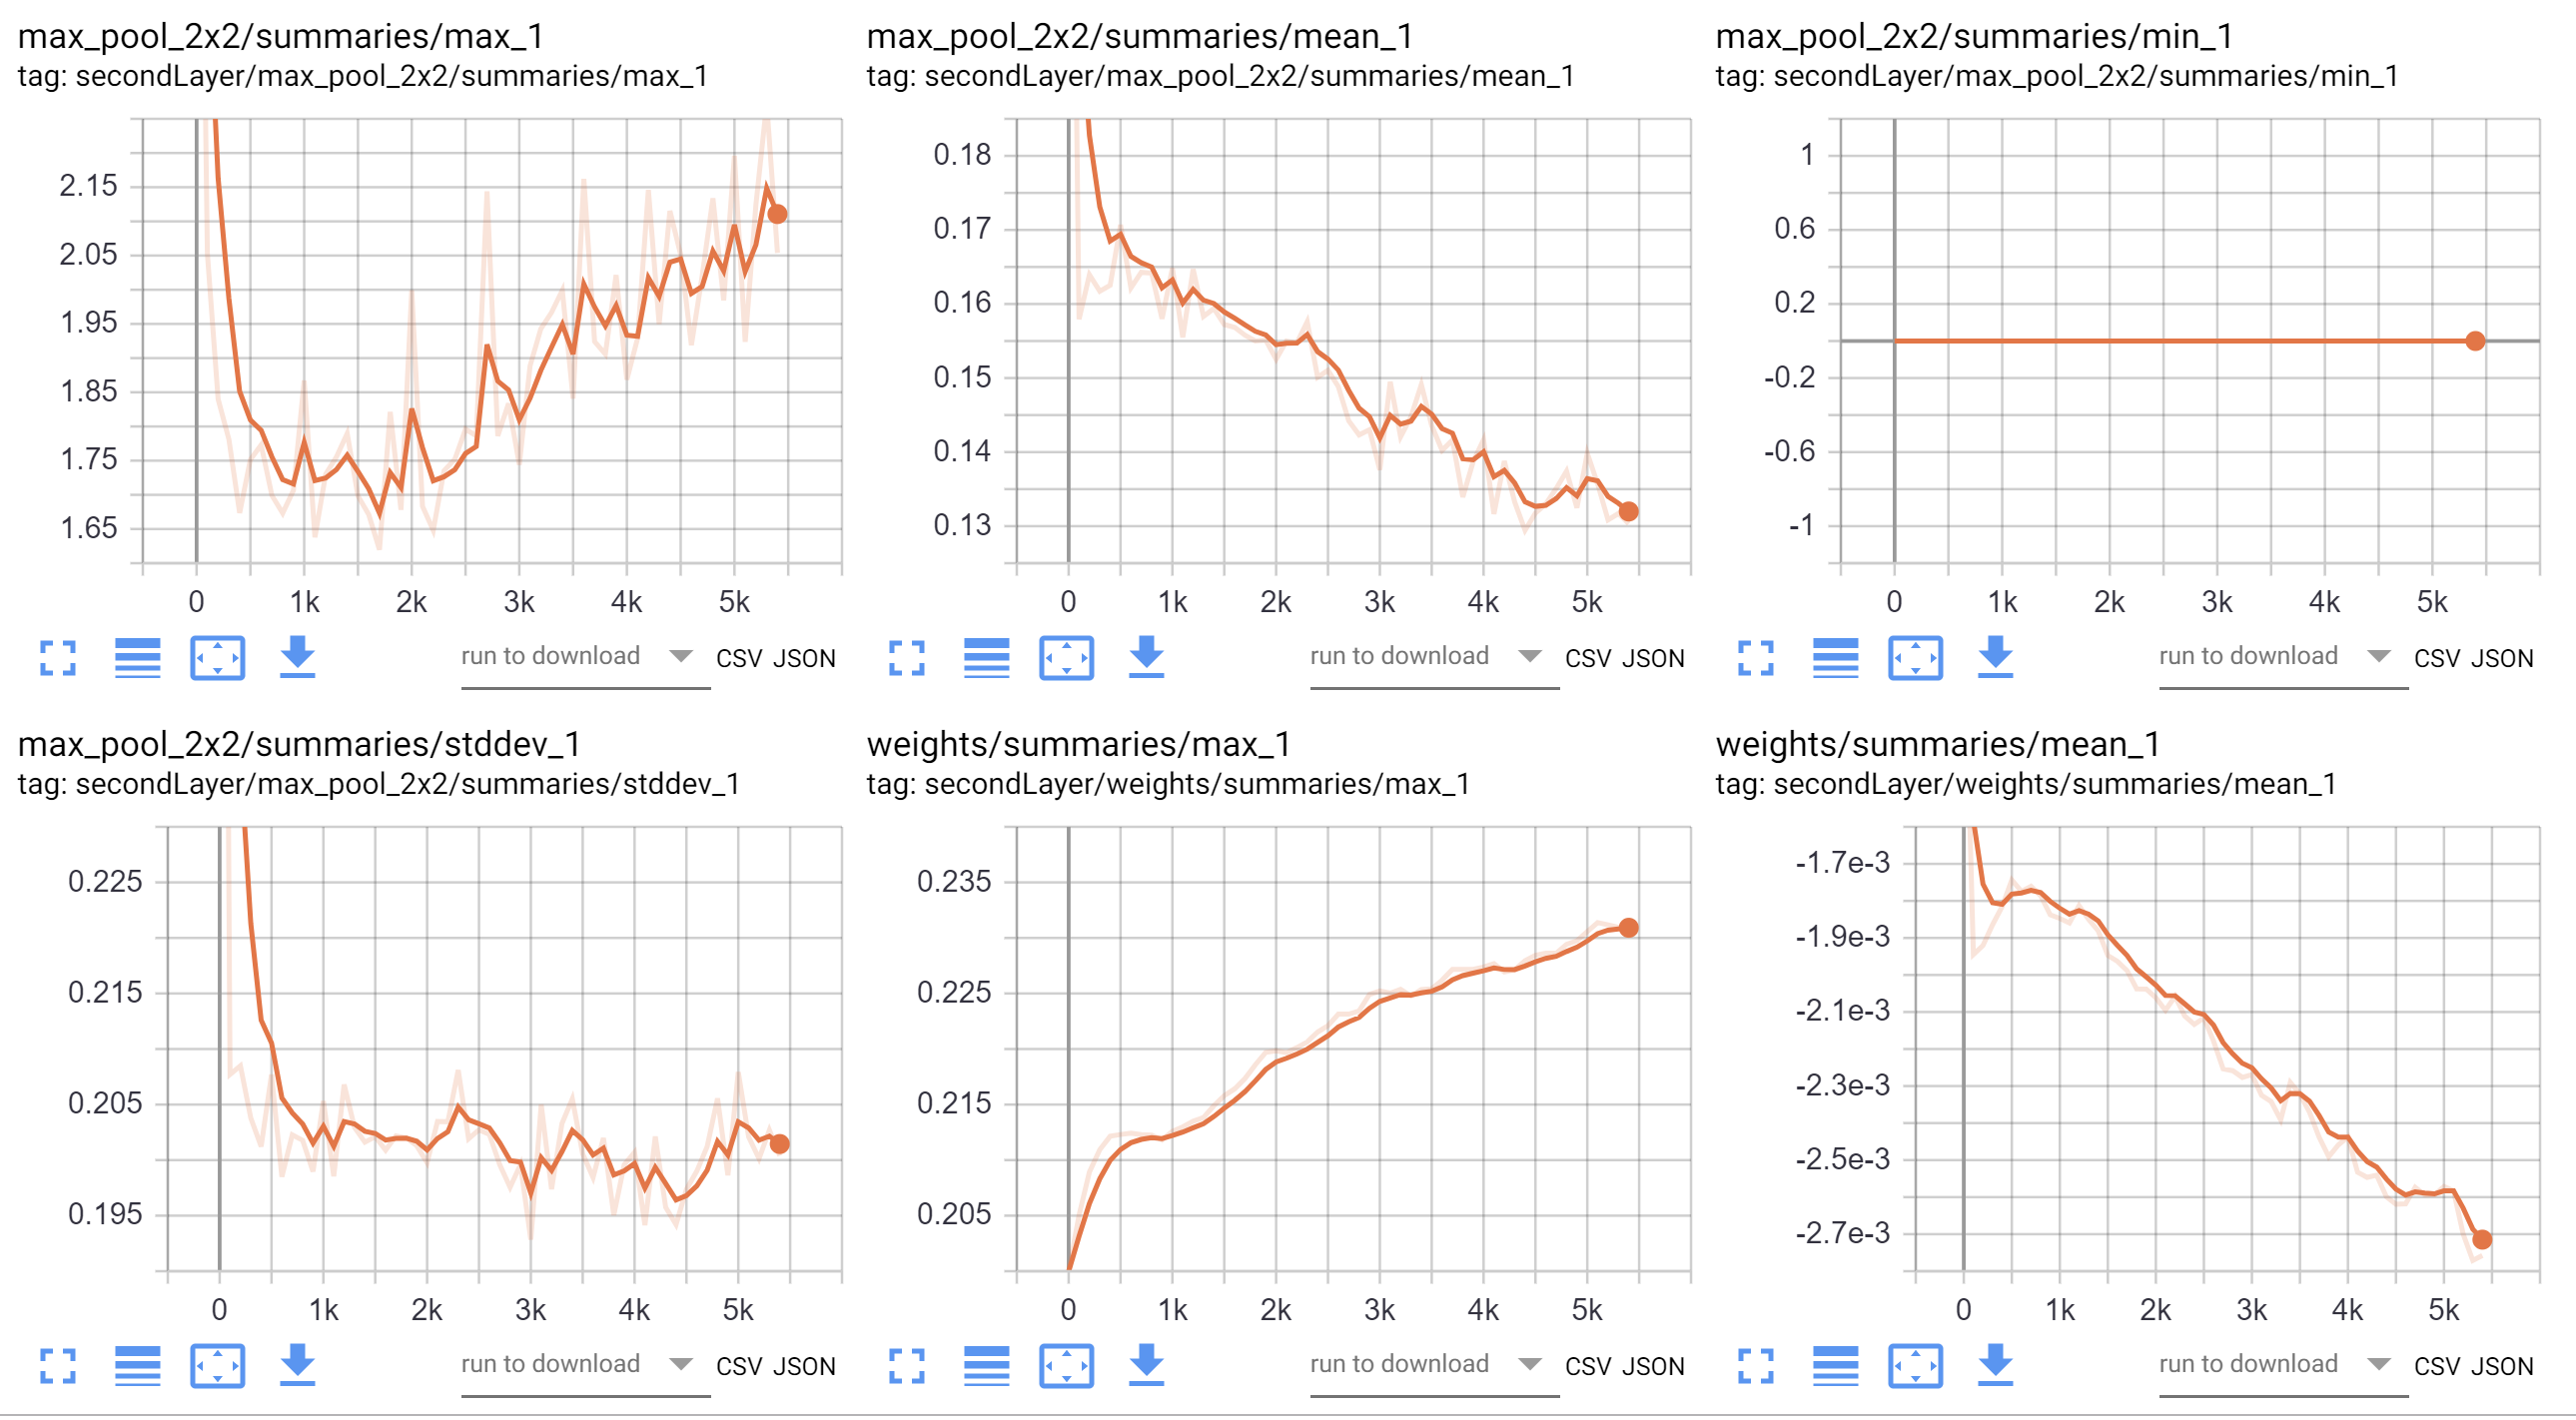 max_pool_2x2/summaries/max_1
tag: secondLayer/max_pool_2x2/summaries/max_1
2.15
2.05
1.95
1.85
1.75
1.65
0 1k 2k 3k 4k 5k
run to download CSV JSON
max_pool_2x2/summaries/mean_1
tag: secondLayer/max_pool_2x2/summaries/mean_1
0.18
0.17
0.16
0.15
0.14
0.13
0 1k 2k 3k 4k 5k
run to download CSV JSON
max_pool_2x2/summaries/min_1
tag: secondLayer/max_pool_2x2/summaries/min_1
1
0.6
0.2
-0.2
-0.6
-1
0 1k 2k 3k 4k 5k
run to download CSV JSON
max_pool_2x2/summaries/stddev_1
tag: secondLayer/max_pool_2x2/summaries/stddev_1
0.225
0.215
0.205
0.195
0 1k 2k 3k 4k 5k
run to download CSV JSON
weights/summaries/max_1
tag: secondLayer/weights/summaries/max_1
0.235
0.225
0.215
0.205
0 1k 2k 3k 4k 5k
run to download CSV JSON
weights/summaries/mean_1
tag: secondLayer/weights/summaries/mean_1
-1.7e-3
-1.9e-3
-2.1e-3
-2.3e-3
-2.5e-3
-2.7e-3
0 1k 2k 3k 4k 5k
run to download CSV JSON